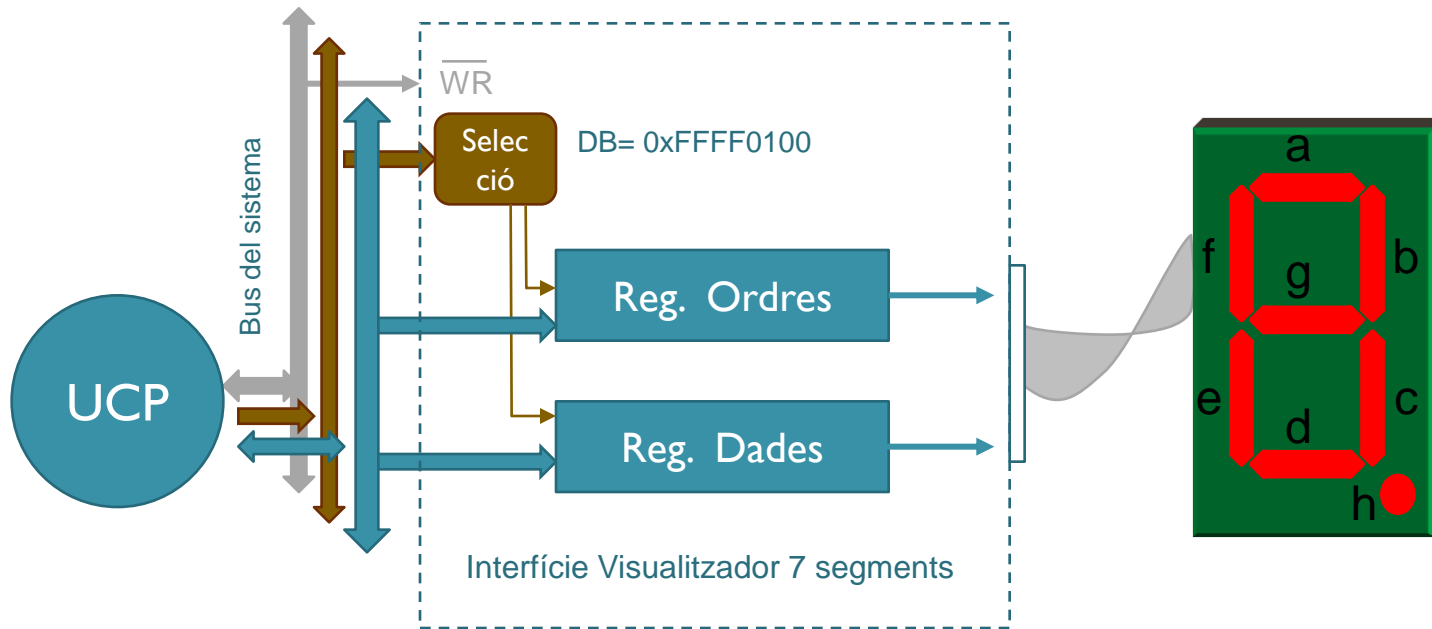 WR
Selec
ció
DB= 0xFFFF0100
Bus del sistema
UCP
Reg. Ordres
Reg. Dades
Interfície Visualitzador 7 segments
a
f
b
g
e
c
d
h